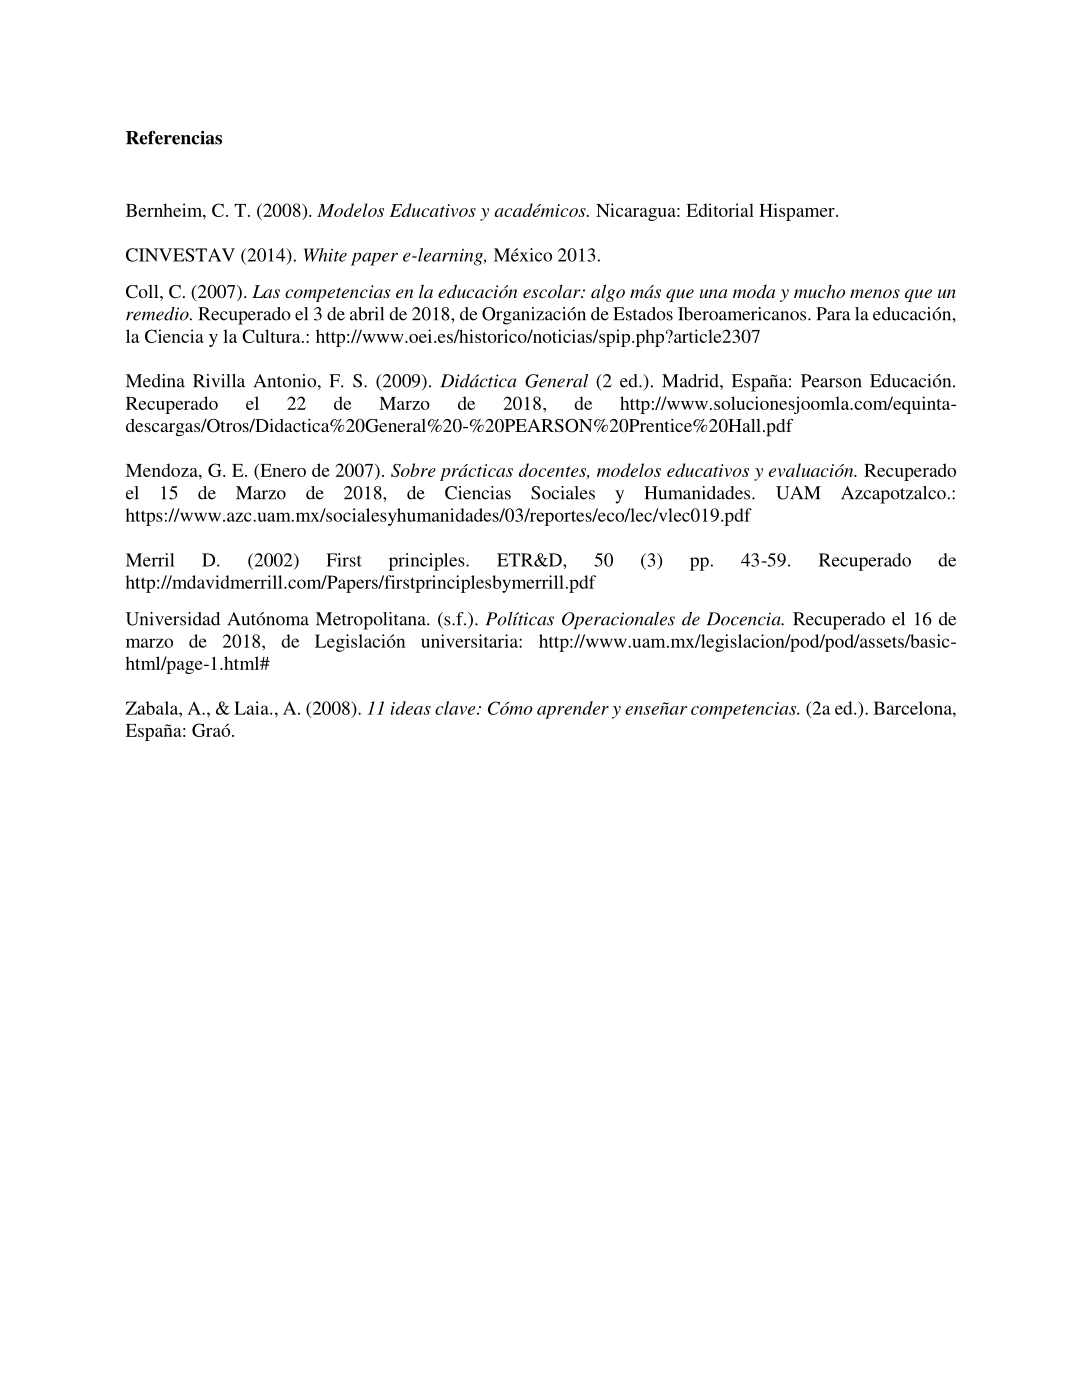 Referencias
Bernheim, C. T. (2008). Modelos Educativos y académicos. Nicaragua: Editorial Hispamer.
CINVESTAV (2014). White paper e-learning, México 2013.
Coll, C. (2007). Las competencias en la educación escolar: algo más que una moda y mucho menos que un
remedio. Recuperado el 3 de abril de 2018, de Organización de Estados Iberoamericanos. Para la educación,
la Ciencia y la Cultura.: http://www.oei.es/historico/noticias/spip.php?article2307
Medina Rivilla Antonio, F. S. (2009). Didáctica General (2 ed.). Madrid, España: Pearson Educación.
Recuperado el 22 de Marzo de 2018, de http://www.solucionesjoomla.com/equinta-
descargas/Otros/Didactica%20General%20-%20PEARSON%20Prentice%20Hall.pdf
Mendoza, G. E. (Enero de 2007). Sobre prácticas docentes, modelos educativos y evaluación. Recuperado
el 15 de Marzo de 2018, de Ciencias Sociales y Humanidades. UAM Azcapotzalco.:
https://www.azc.uam.mx/socialesyhumanidades/03/reportes/eco/lec/vlec019.pdf
Merril D. (2002) First principles. ETR&D, 50 (3) pp. 43-59. Recuperado de
http://mdavidmerrill.com/Papers/firstprinciplesbymerrill.pdf
Universidad Autónoma Metropolitana. (s.f.). Políticas Operacionales de Docencia. Recuperado el 16 de
marzo de 2018, de Legislación universitaria: http://www.uam.mx/legislacion/pod/pod/assets/basic-
html/page-1.html#
Zabala, A., & Laia., A. (2008). 11 ideas clave: Cómo aprender y enseñar competencias. (2a ed.). Barcelona,
España: Graó.